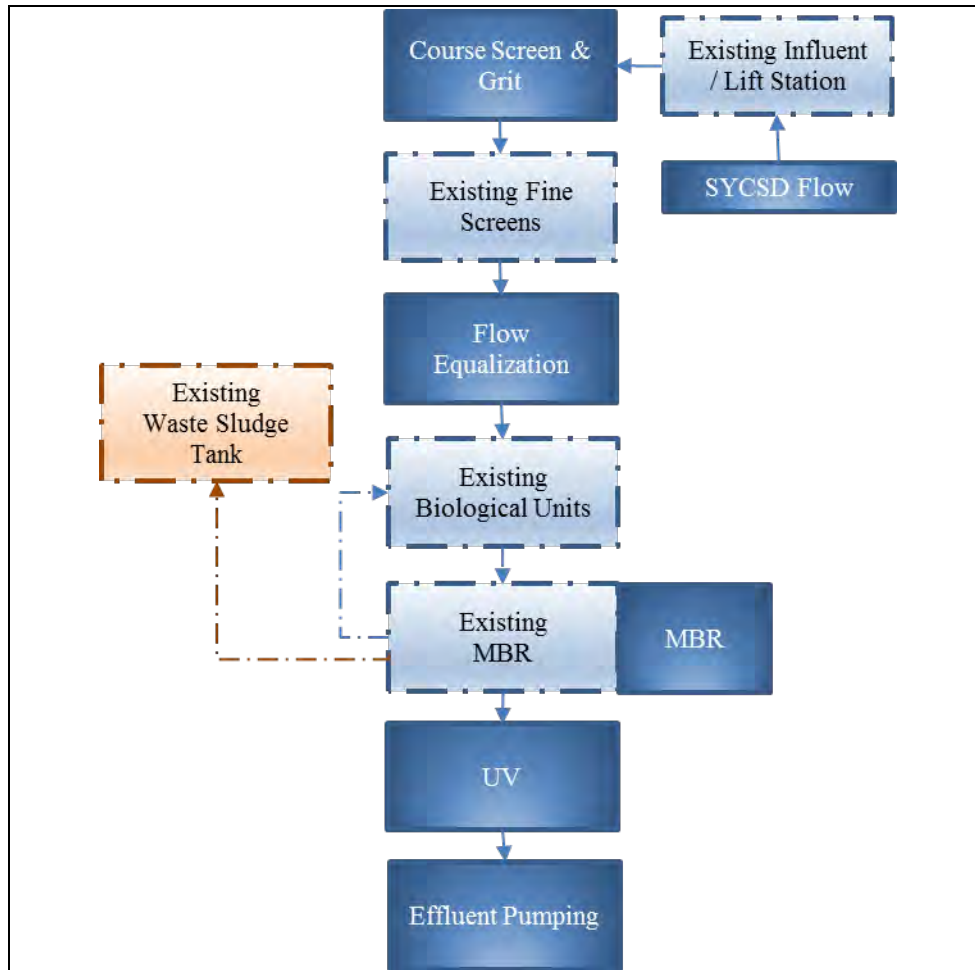 Course Screen &
Grit
Existing Influent
/ Lift Station
SYCSD Flow
Existing Fine
Screens
Flow
Equalization
Existing
Waste Sludge
Tank
Existing
Biological Units
Existing
MBR
MBR
UV
Effluent Pumping